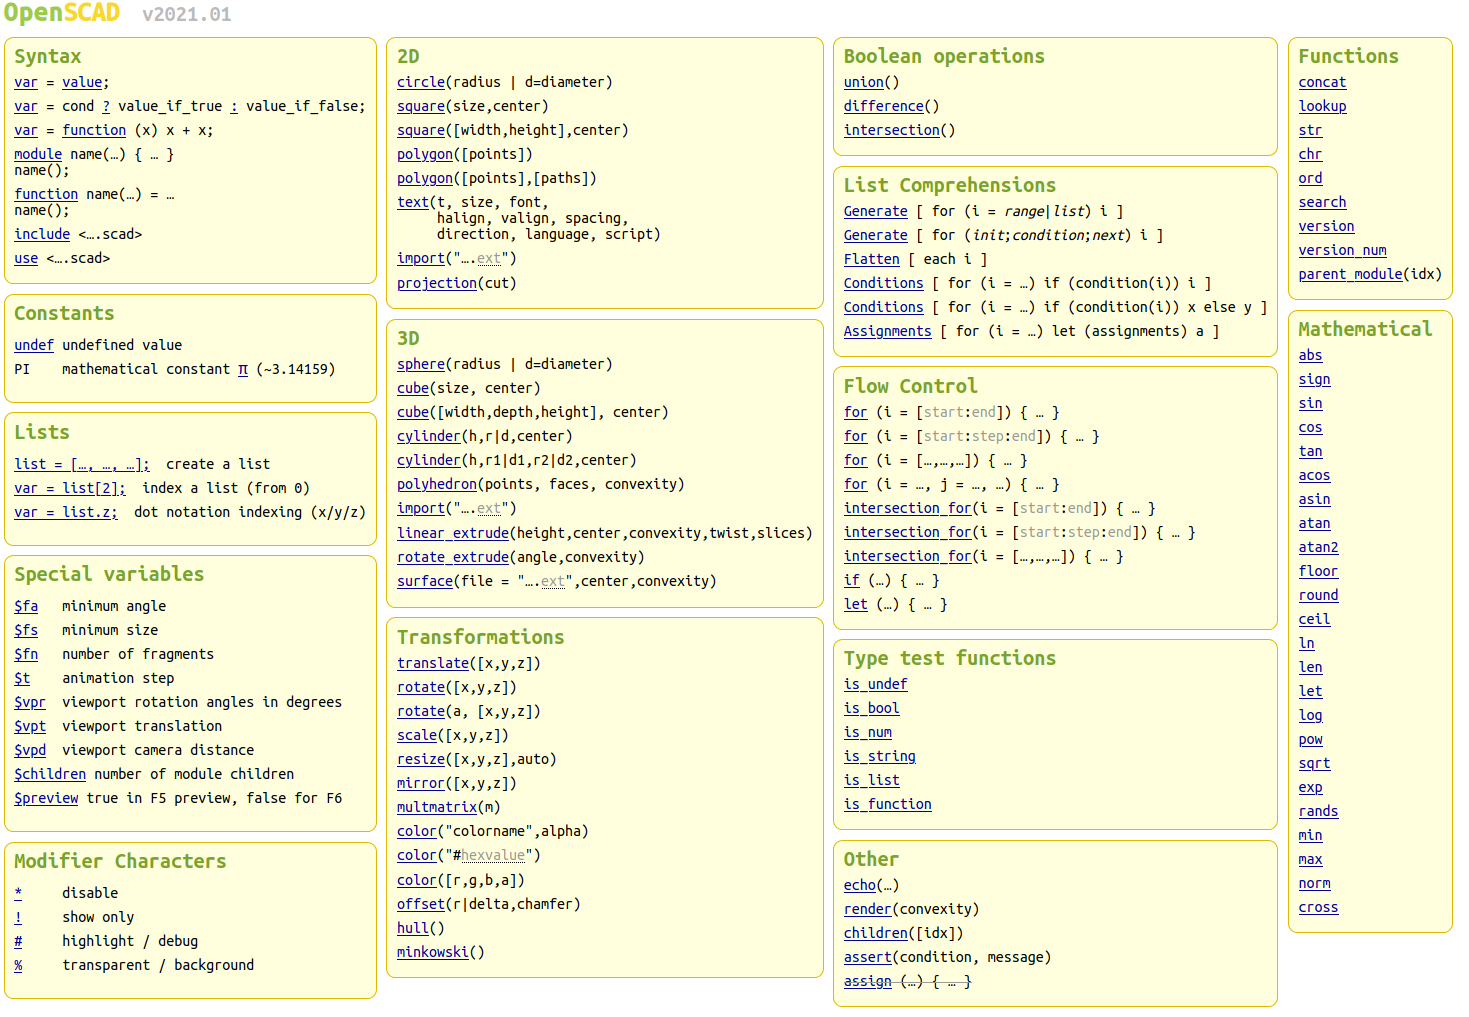 OpenSCAD v2021.01
Syntax
var = value;
var = cond ? value_if_true : value_if_false;
var = function (x) x + x;
module name(…) { … }
name();
function name(…) = …
name();
include <….scad>
use <….scad>
Constants
undef undefined value
PI mathematical constant π (~3.14159)
Lists
list = […, …, …]; create a list
var = list[2]; index a list (from 0)
var = list.z; dot notation indexing (x/y/z)
Special variables
$fa minimum angle
$fs minimum size
$fn number of fragments
$t animation step
$vpr viewport rotation angles in degrees
$vpt viewport translation
$vpd viewport camera distance
$children number of module children
$preview true in F5 preview, false for F6
Modifier Characters
* disable
! show only
# highlight / debug
% transparent / background
2D
circle(radius | d=diameter)
square(size,center)
square([width,height],center)
polygon([points])
polygon([points],[paths])
text(t, size, font,
halign, valign, spacing,
direction, language, script)
import("….ext")
projection(cut)
3D
sphere(radius | d=diameter)
cube(size, center)
cube([width,depth,height], center)
cylinder(h,r|d,center)
cylinder(h,r1|d1,r2|d2,center)
polyhedron(points, faces, convexity)
import("….ext")
linear_extrude(height,center,convexity,twist,slices)
rotate_extrude(angle,convexity)
surface(file = "….ext",center,convexity)
Transformations
translate([x,y,z])
rotate([x,y,z])
rotate(a, [x,y,z])
scale([x,y,z])
resize([x,y,z],auto)
mirror([x,y,z])
multmatrix(m)
color("colorname",alpha)
color("#hexvalue")
color([r,g,b,a])
offset(r|delta,chamfer)
hull()
minkowski()
Boolean operations
union()
difference()
intersection()
List Comprehensions
Generate [ for (i = range|list) i ]
Generate [ for (init;condition;next) i ]
Flatten [ each i ]
Conditions [ for (i = …) if (condition(i)) i ]
Conditions [ for (i = …) if (condition(i)) x else y ]
Assignments [ for (i = …) let (assignments) a ]
Flow Control
for (i = [start:end]) { … }
for (i = [start:step:end]) { … }
for (i = […,…,…]) { … }
for (i = …, j = …, …) { … }
intersection_for(i = [start:end]) { … }
intersection_for(i = [start:step:end]) { … }
intersection_for(i = […,…,…]) { … }
if (…) { … }
let (…) { … }
Type test functions
is_undef
is_bool
is_num
is_string
is_list
is_function
Other
echo(…)
render(convexity)
children([idx])
assert(condition, message)
assign (…) { … }
Functions
concat
lookup
str
chr
ord
search
version
version_num
parent_module(idx)
Mathematical
abs
sign
sin
cos
tan
acos
asin
atan
atan2
floor
round
ceil
ln
len
let
log
pow
sqrt
exp
rands
min
max
norm
cross